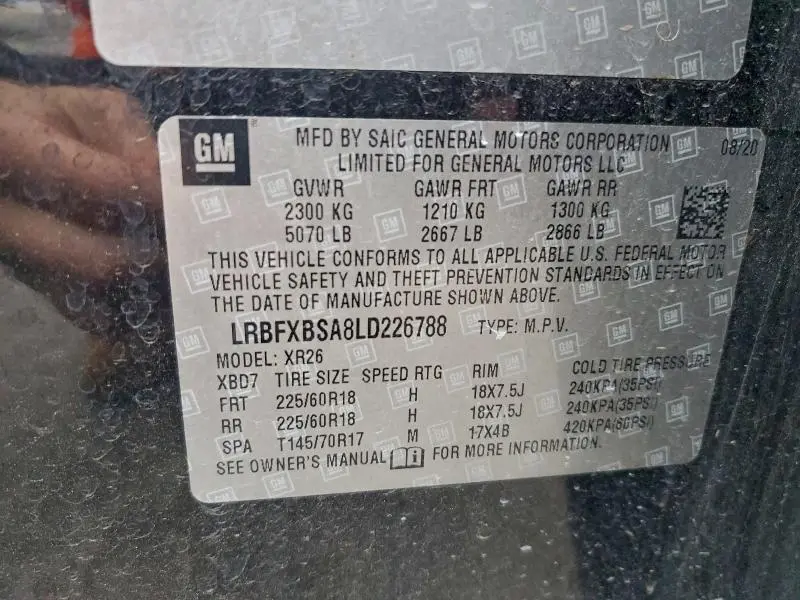 GM
MFD BY SAIC GENERAL MOTORS CORPORATION 08/20
LIMITED FOR GENERAL MOTORS LLC
GVWR GAWR FRT GAWR RR
2300 KG 1210 KG 1300 KG
5070 LB 2667 LB 2866 LB
THIS VEHICLE CONFORMS TO ALL APPLICABLE U.S. FEDERAL MOTOR
VEHICLE SAFETY AND THEFT PREVENTION STANDARDS IN EFFECT ON
THE DATE OF MANUFACTURE SHOWN ABOVE.
LRBFXBSA8LD226788 TYPE: M.P.V.
MODEL: XR26
XBD7 TIRE SIZE SPEED RTG RIM COLD TIRE PRESSURE
FRT 225/60R18 H 18X7.5J 240KPA(35PSI)
RR 225/60R18 H 18X7.5J 240KPA(35PSI)
SPA T145/70R17 M 17X4B 420KPA(60PSI)
SEE OWNER'S MANUAL FOR MORE INFORMATION.